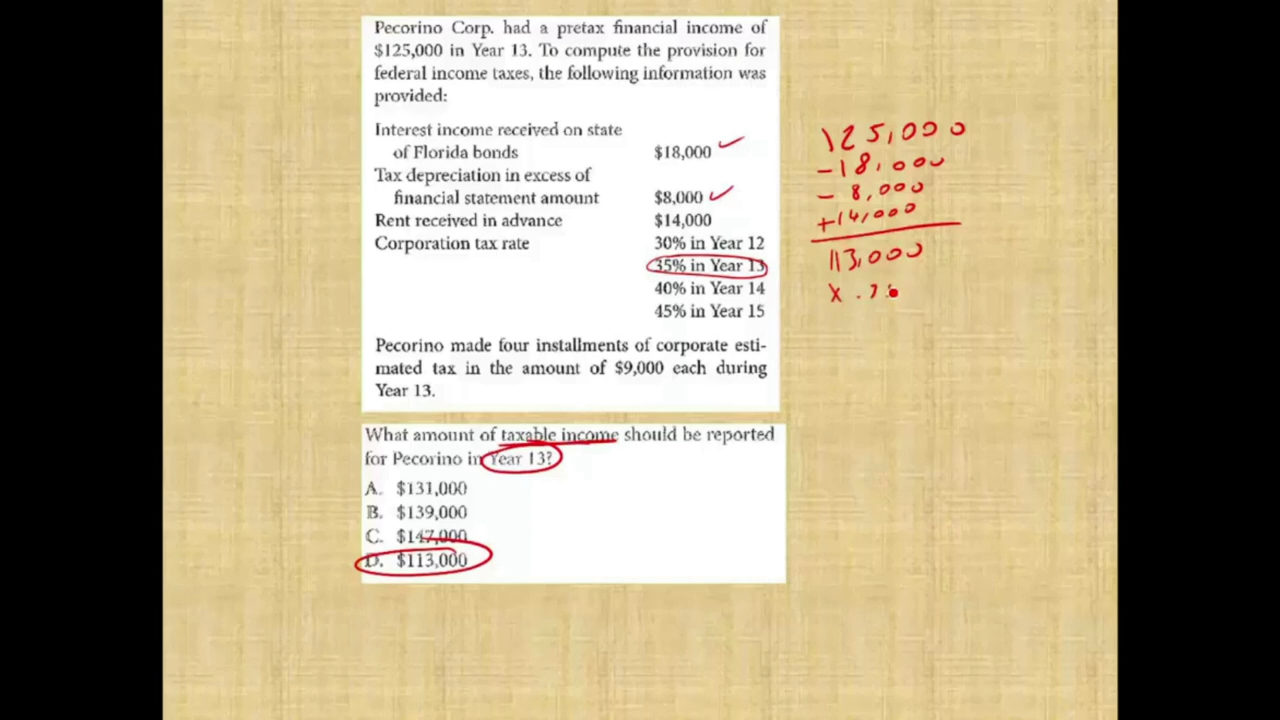 Pecorino Corp. had a pretax financial income of
$125,000 in Year 13. To compute the provision for
federal income taxes, the following information was
provided:
Interest income received on state
of Florida bonds $18,000
Tax depreciation in excess of
financial statement amount $8,000
Rent received in advance $14,000
Corporation tax rate 30% in Year 12
35% in Year 13
40% in Year 14
45% in Year 15
Pecorino made four installments of corporate esti-
mated tax in the amount of $9,000 each during
Year 13.
What amount of taxable income should be reported
for Pecorino in Year 13?
A. $131,000
B. $139,000
C. $147,000
D. $113,000
125,000
-18,000
- 8,000
+14,000
113,000
x